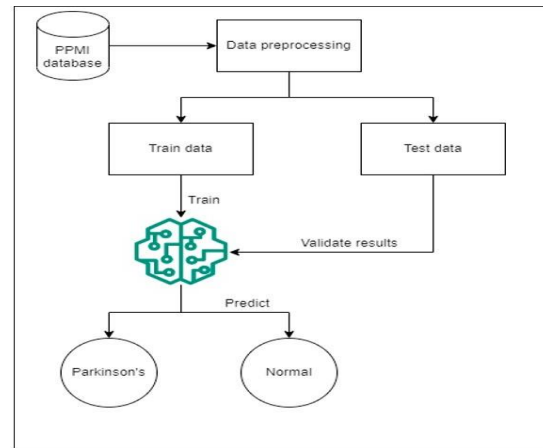 PPMI
database
Data preprocessing
Train data
Test data
Train
Validate results
Predict
Parkinson's
Normal